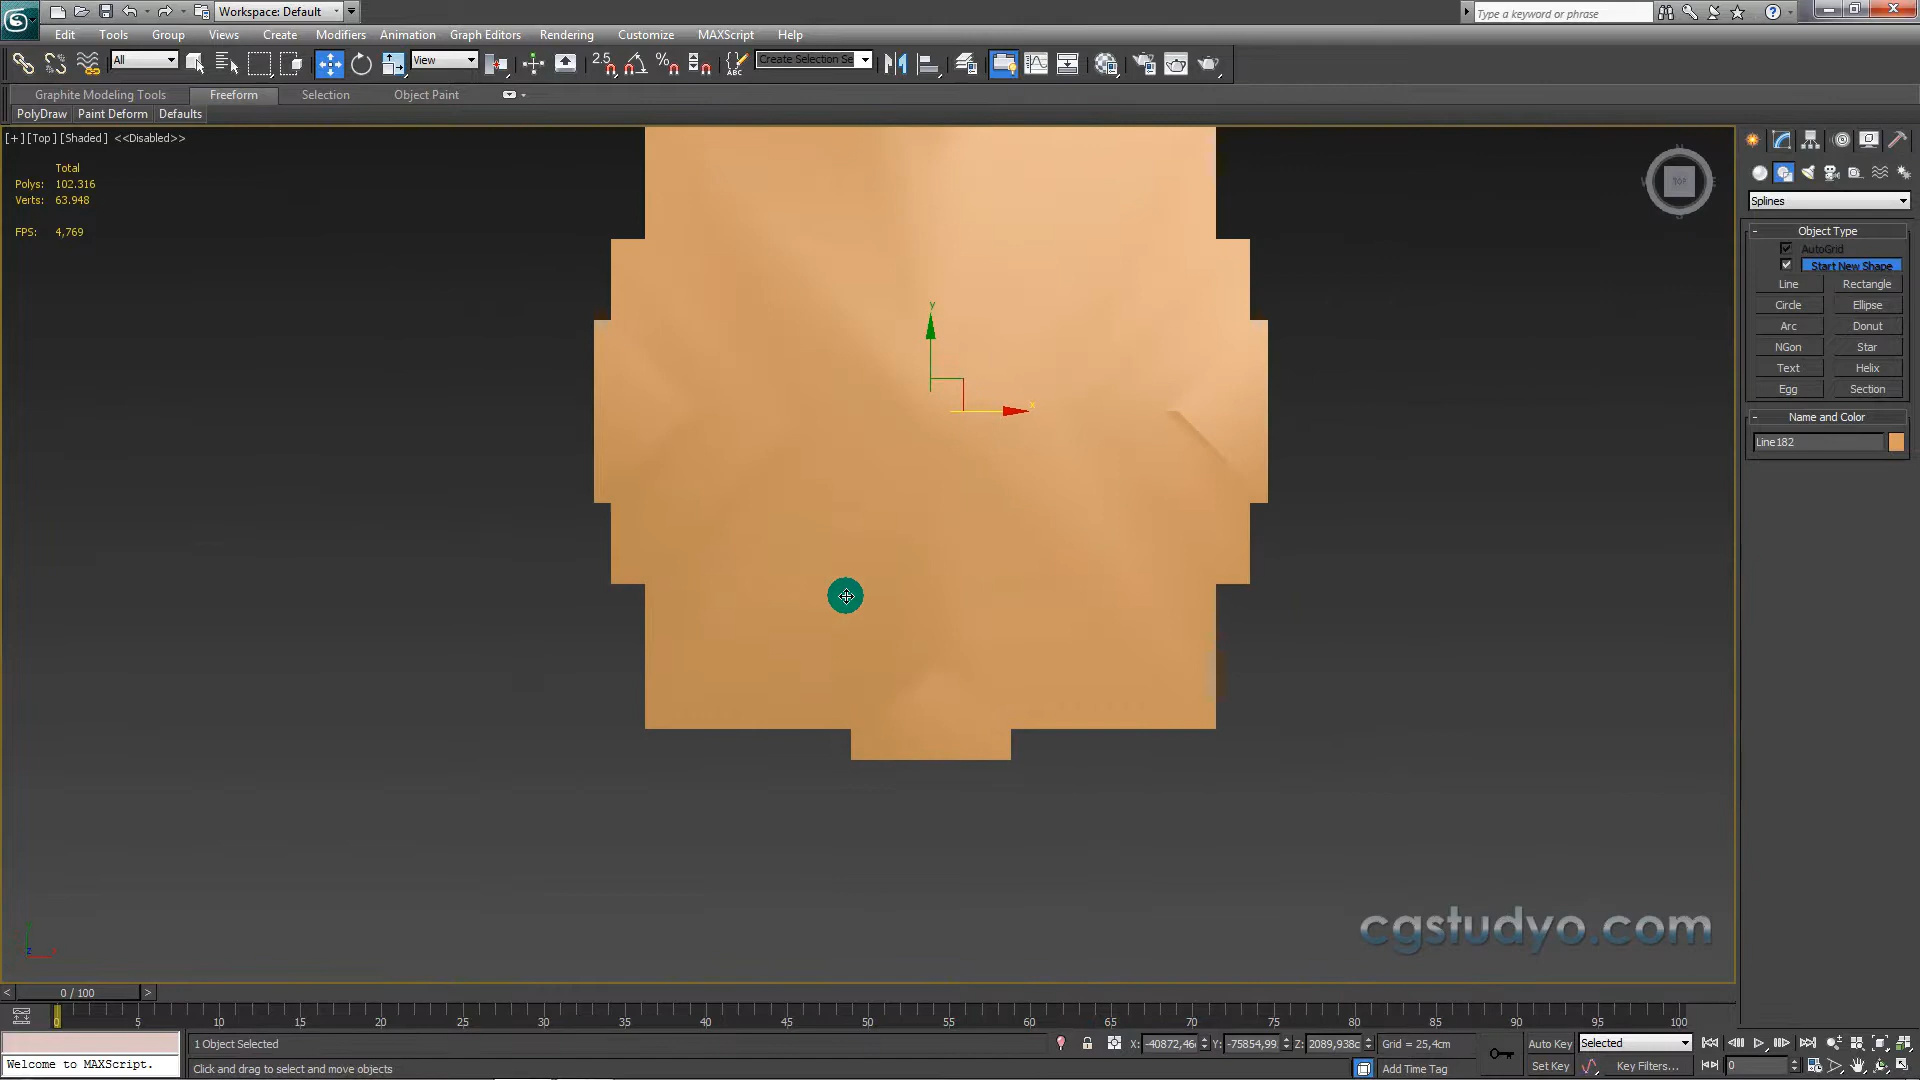 Workspace: Default
Type a keyword or phrase
Edit Tools Group Views Create Modifiers Animation Graph Editors Rendering Customize MAXScript Help
All
View
2.5
ABC
Create Selection Se
Graphite Modeling Tools Freeform Selection Object Paint
PolyDraw Paint Deform Defaults
[+][Top][Shaded] <<Disabled>>
Total
Polys: 102.316
Verts: 63.948
FPS: 4,769
TOP
y
x
Splines
Object Type
AutoGrid
Start New Shape
Line Rectangle
Circle Ellipse
Arc Donut
NGon Star
Text Helix
Egg Section
Name and Color
Line182
cgstudyo.com
< 0 / 100 >
0 5 10 15 20 25 30 35 40 45 50 55 60 65 70 75 80 85 90 95 100
1 Object Selected
X: -40872,46 Y: -75854,99 Z: 2089,938c Grid = 25,4cm
Auto Key Selected
Welcome to MAXScript.
Click and drag to select and move objects
Add Time Tag
Set Key Key Filters... 0